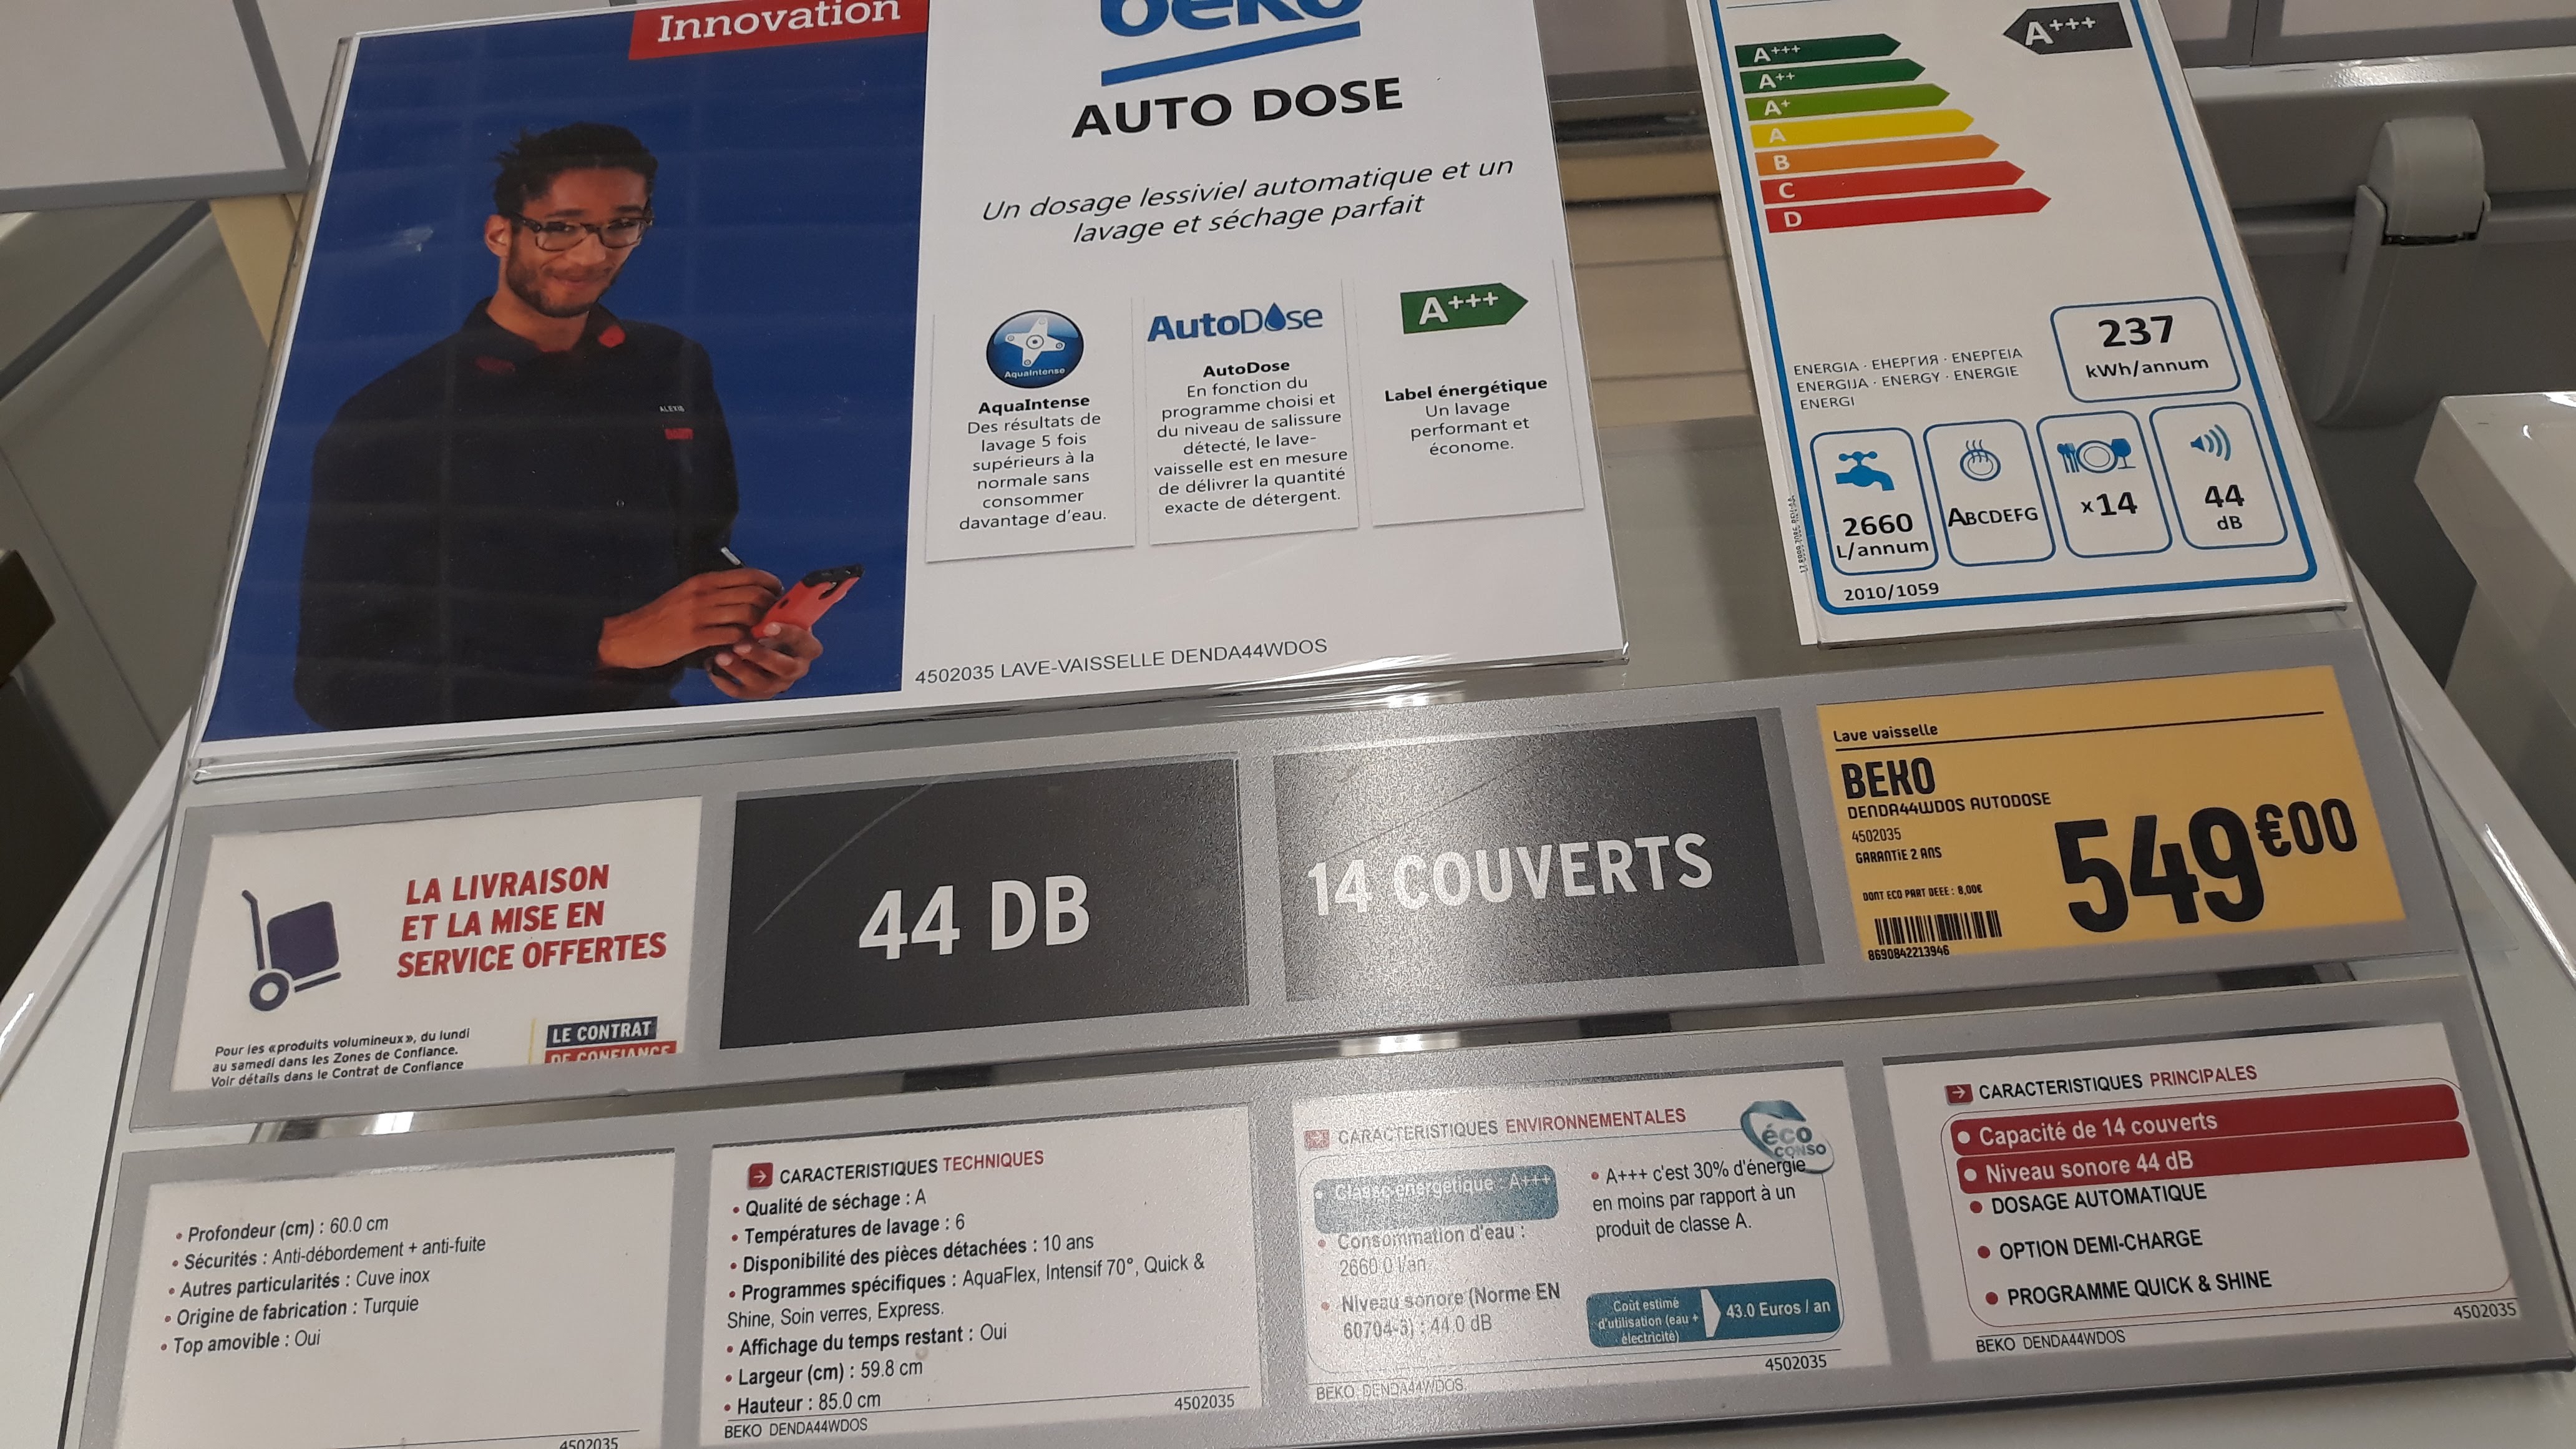 Innovation
beko
AUTO DOSE
Un dosage lessiviel automatique et un
lavage et séchage parfait
AquaIntense
AquaIntense
Des résultats de
lavage 5 fois
supérieurs à la
normale sans
consommer
davantage d'eau.
AutoDose
AutoDose
En fonction du
programme choisi et
du niveau de salissure
détecté, le lave-
vaisselle est en mesure
de délivrer la quantité
exacte de détergent.
A+++
Label énergétique
Un lavage
performant et
économe.
ALEXIS
4502035 LAVE-VAISSELLE DENDA44WDOS
A+++
A+++
A++
A+
A
B
C
D
ENERGIA · ЕНЕРГИЯ · ΕΝΕΡΓΕΙΑ
ENERGIJA · ENERGY · ENERGIE
ENERGI
237
kWh/annum
2660
L/annum
ABCDEFG
x14
44
dB
2010/1059
LA LIVRAISON
ET LA MISE EN
SERVICE OFFERTES
Pour les «produits volumineux», du lundi
au samedi dans les Zones de Confiance.
Voir détails dans le Contrat de Confiance
LE CONTRAT
DE CONFIANCE
44 DB
14 COUVERTS
Lave vaisselle
BEKO
DENDA44WDOS AUTODOSE
4502035
GARANTIE 2 ANS
DONT ECO PART DEEE : 8,00€
8690842213946
549€00
• Profondeur (cm) : 60.0 cm
• Sécurités : Anti-débordement + anti-fuite
• Autres particularités : Cuve inox
• Origine de fabrication : Turquie
• Top amovible : Oui
4502035
CARACTERISTIQUES TECHNIQUES
• Qualité de séchage : A
• Températures de lavage : 6
• Disponibilité des pièces détachées : 10 ans
• Programmes spécifiques : AquaFlex, Intensif 70°, Quick &
Shine, Soin verres, Express.
• Affichage du temps restant : Oui
• Largeur (cm) : 59.8 cm
• Hauteur : 85.0 cm
4502035
BEKO DENDA44WDOS
CARACTERISTIQUES ENVIRONNEMENTALES
éco
CONSO
• Classe énergétique : A+++
• Consommation d'eau :
2660.0 l/an
• Niveau sonore (Norme EN
60704-3) : 44.0 dB
• A+++ c'est 30% d'énergie
en moins par rapport à un
produit de classe A.
Coût estimé
d'utilisation (eau +
électricité)
43.0 Euros / an
4502035
BEKO DENDA44WDOS
CARACTERISTIQUES PRINCIPALES
• Capacité de 14 couverts
• Niveau sonore 44 dB
• DOSAGE AUTOMATIQUE
• OPTION DEMI-CHARGE
• PROGRAMME QUICK & SHINE
4502035
BEKO DENDA44WDOS